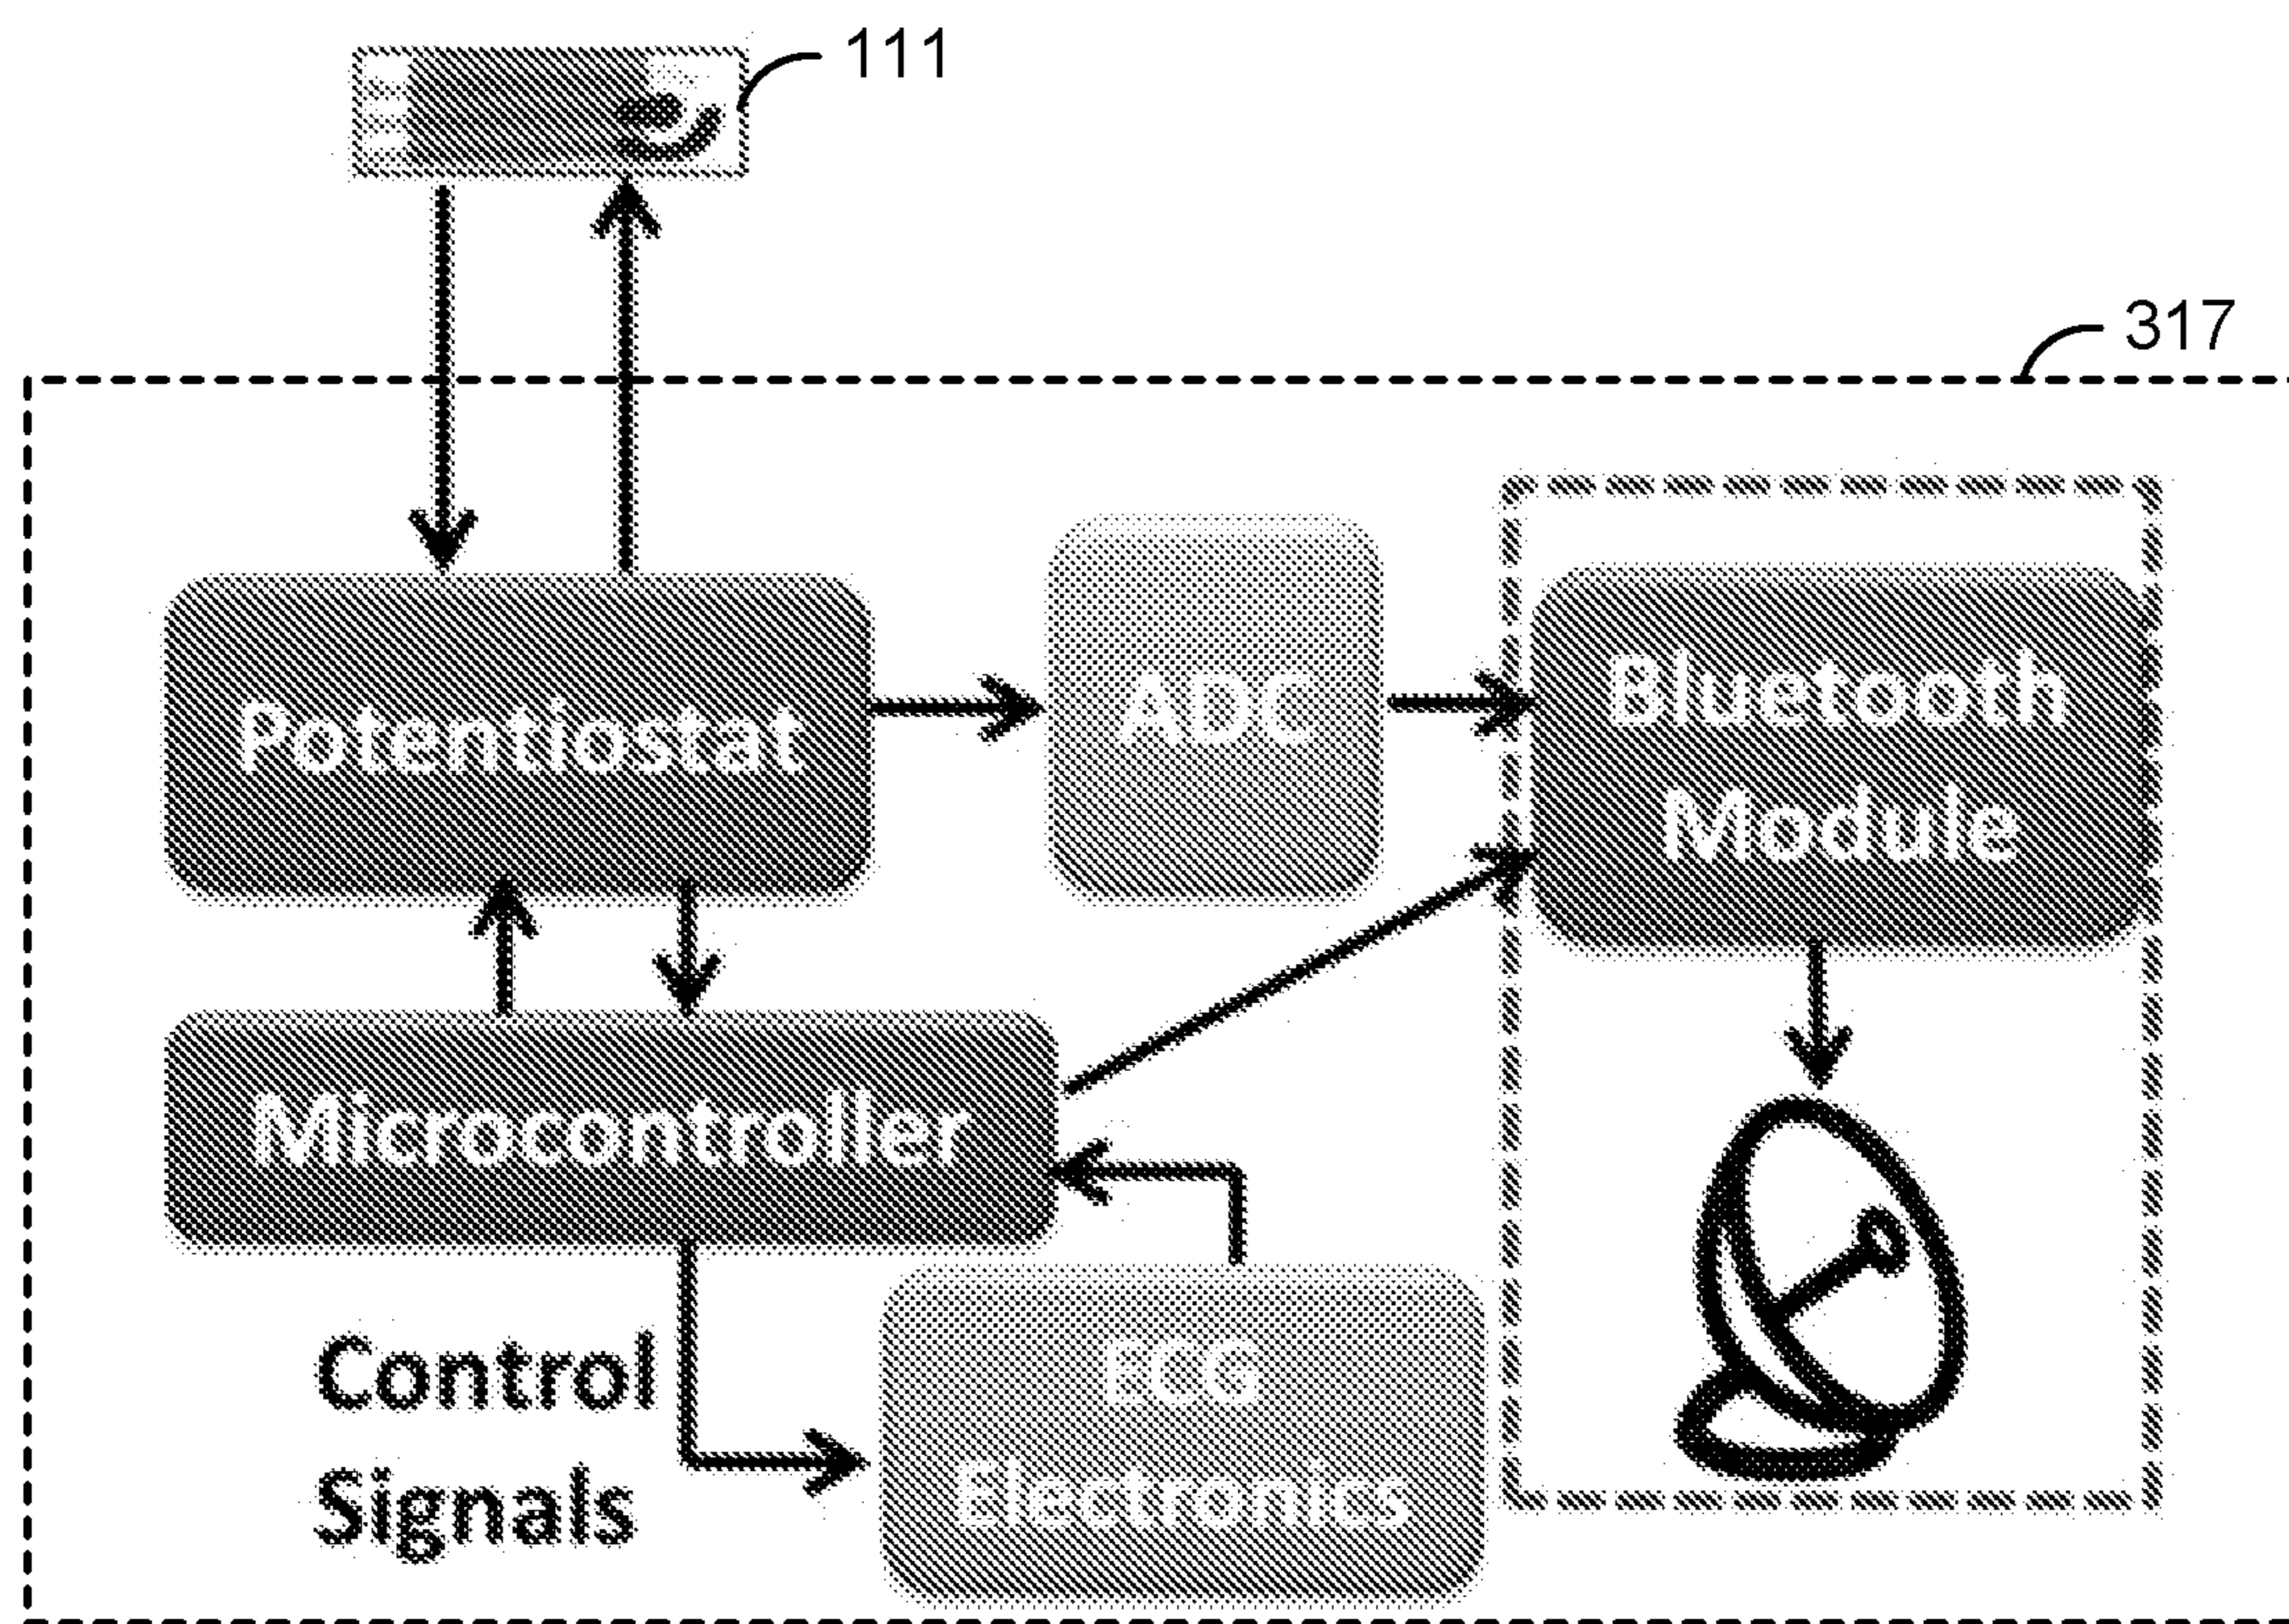 111
317
Potentiostat
ADC
Bluetooth
Module
Microcontroller
Control
Signals
ECG
Electronics